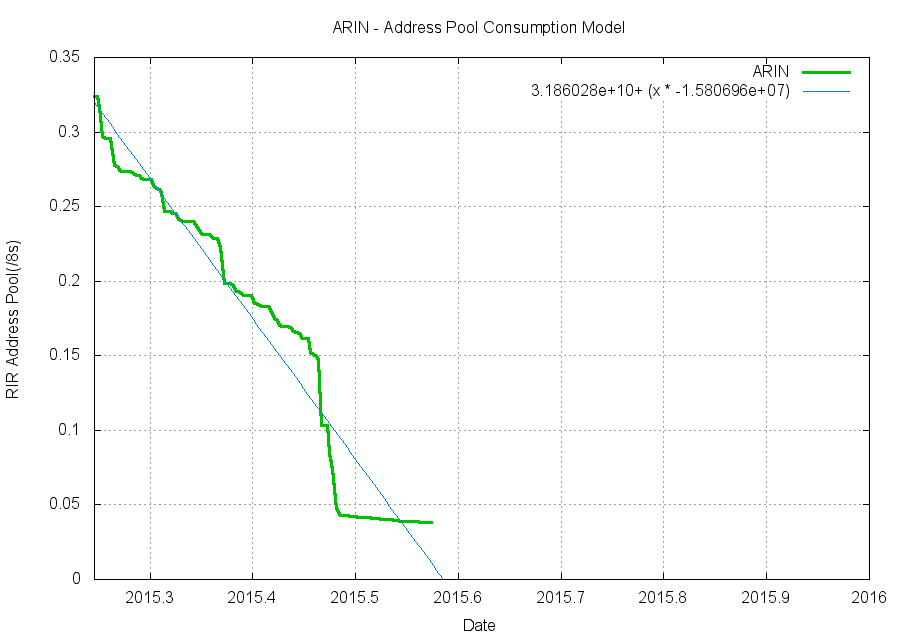 ARIN - Address Pool Consumption Model
ARIN
3.186028e+10+ (x * -1.580696e+07)
RIR Address Pool(/8s)
0.35
0.3
0.25
0.2
0.15
0.1
0.05
0
2015.3 2015.4 2015.5 2015.6 2015.7 2015.8 2015.9 2016
Date